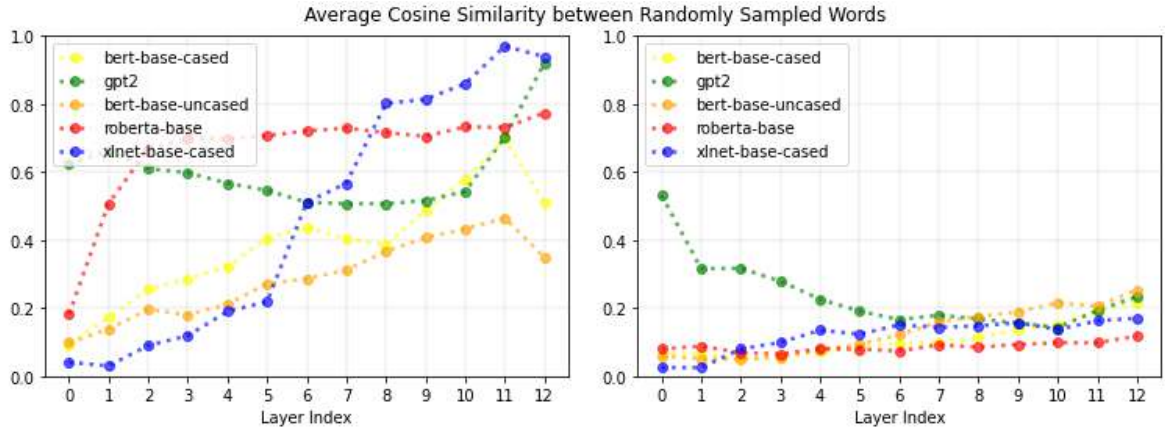 Average Cosine Similarity between Randomly Sampled Words
1.0
0.8
0.6
0.4
0.2
0.0
bert-base-cased
gpt2
bert-base-uncased
roberta-base
xlnet-base-cased
0 1 2 3 4 5 6 7 8 9 10 11 12
Layer Index
1.0
0.8
0.6
0.4
0.2
0.0
bert-base-cased
gpt2
bert-base-uncased
roberta-base
xlnet-base-cased
0 1 2 3 4 5 6 7 8 9 10 11 12
Layer Index